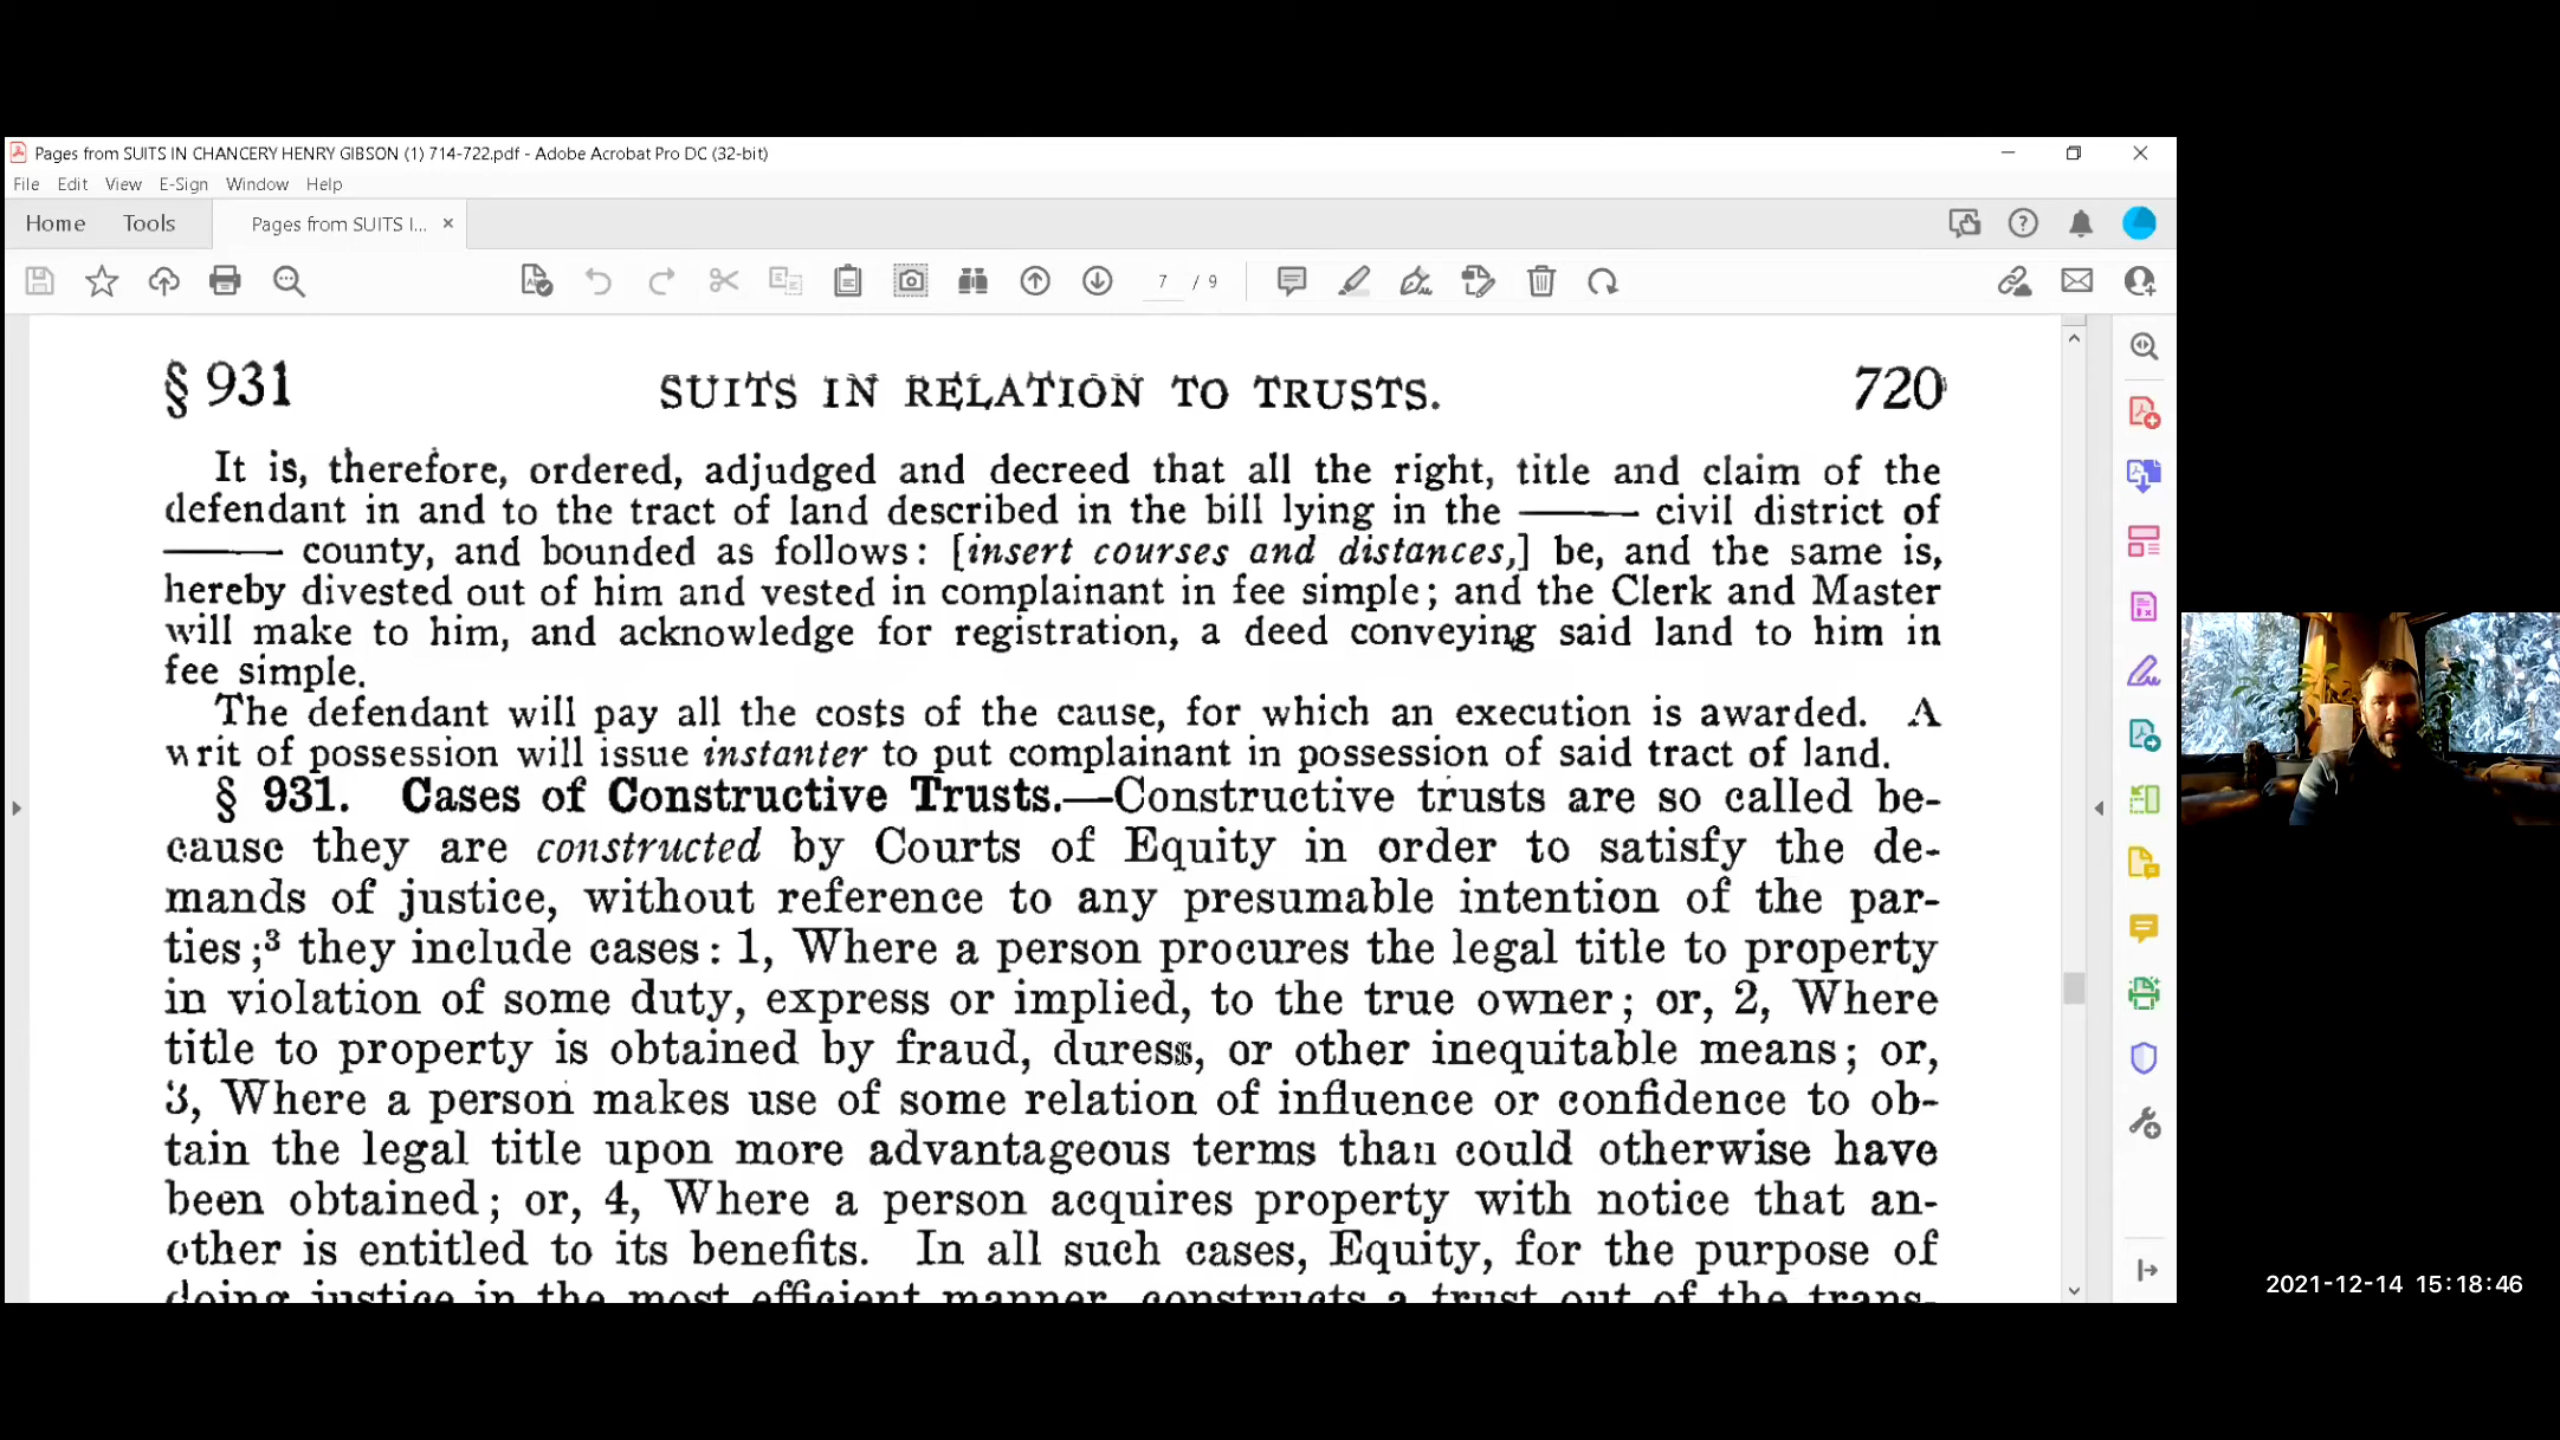 Pages from SUITS IN CHANCERY HENRY GIBSON (1) 714-722.pdf - Adobe Acrobat Pro DC (32-bit)
File Edit View E-Sign Window Help
Home Tools Pages from SUITS I...
7 / 9
§ 931 SUITS IN RELATION TO TRUSTS. 720
It is, therefore, ordered, adjudged and decreed that all the right, title and claim of the
defendant in and to the tract of land described in the bill lying in the ——— civil district of
——— county, and bounded as follows: [insert courses and distances,] be, and the same is,
hereby divested out of him and vested in complainant in fee simple; and the Clerk and Master
will make to him, and acknowledge for registration, a deed conveying said land to him in
fee simple.
The defendant will pay all the costs of the cause, for which an execution is awarded. A
writ of possession will issue instanter to put complainant in possession of said tract of land.
§ 931. Cases of Constructive Trusts.—Constructive trusts are so called be-
cause they are constructed by Courts of Equity in order to satisfy the de-
mands of justice, without reference to any presumable intention of the par-
ties;³ they include cases: 1, Where a person procures the legal title to property
in violation of some duty, express or implied, to the true owner; or, 2, Where
title to property is obtained by fraud, duress, or other inequitable means; or,
3, Where a person makes use of some relation of influence or confidence to ob-
tain the legal title upon more advantageous terms than could otherwise have
been obtained; or, 4, Where a person acquires property with notice that an-
other is entitled to its benefits. In all such cases, Equity, for the purpose of
doing justice in the most efficient manner, constructs a trust out of the trans-
2021-12-14 15:18:46